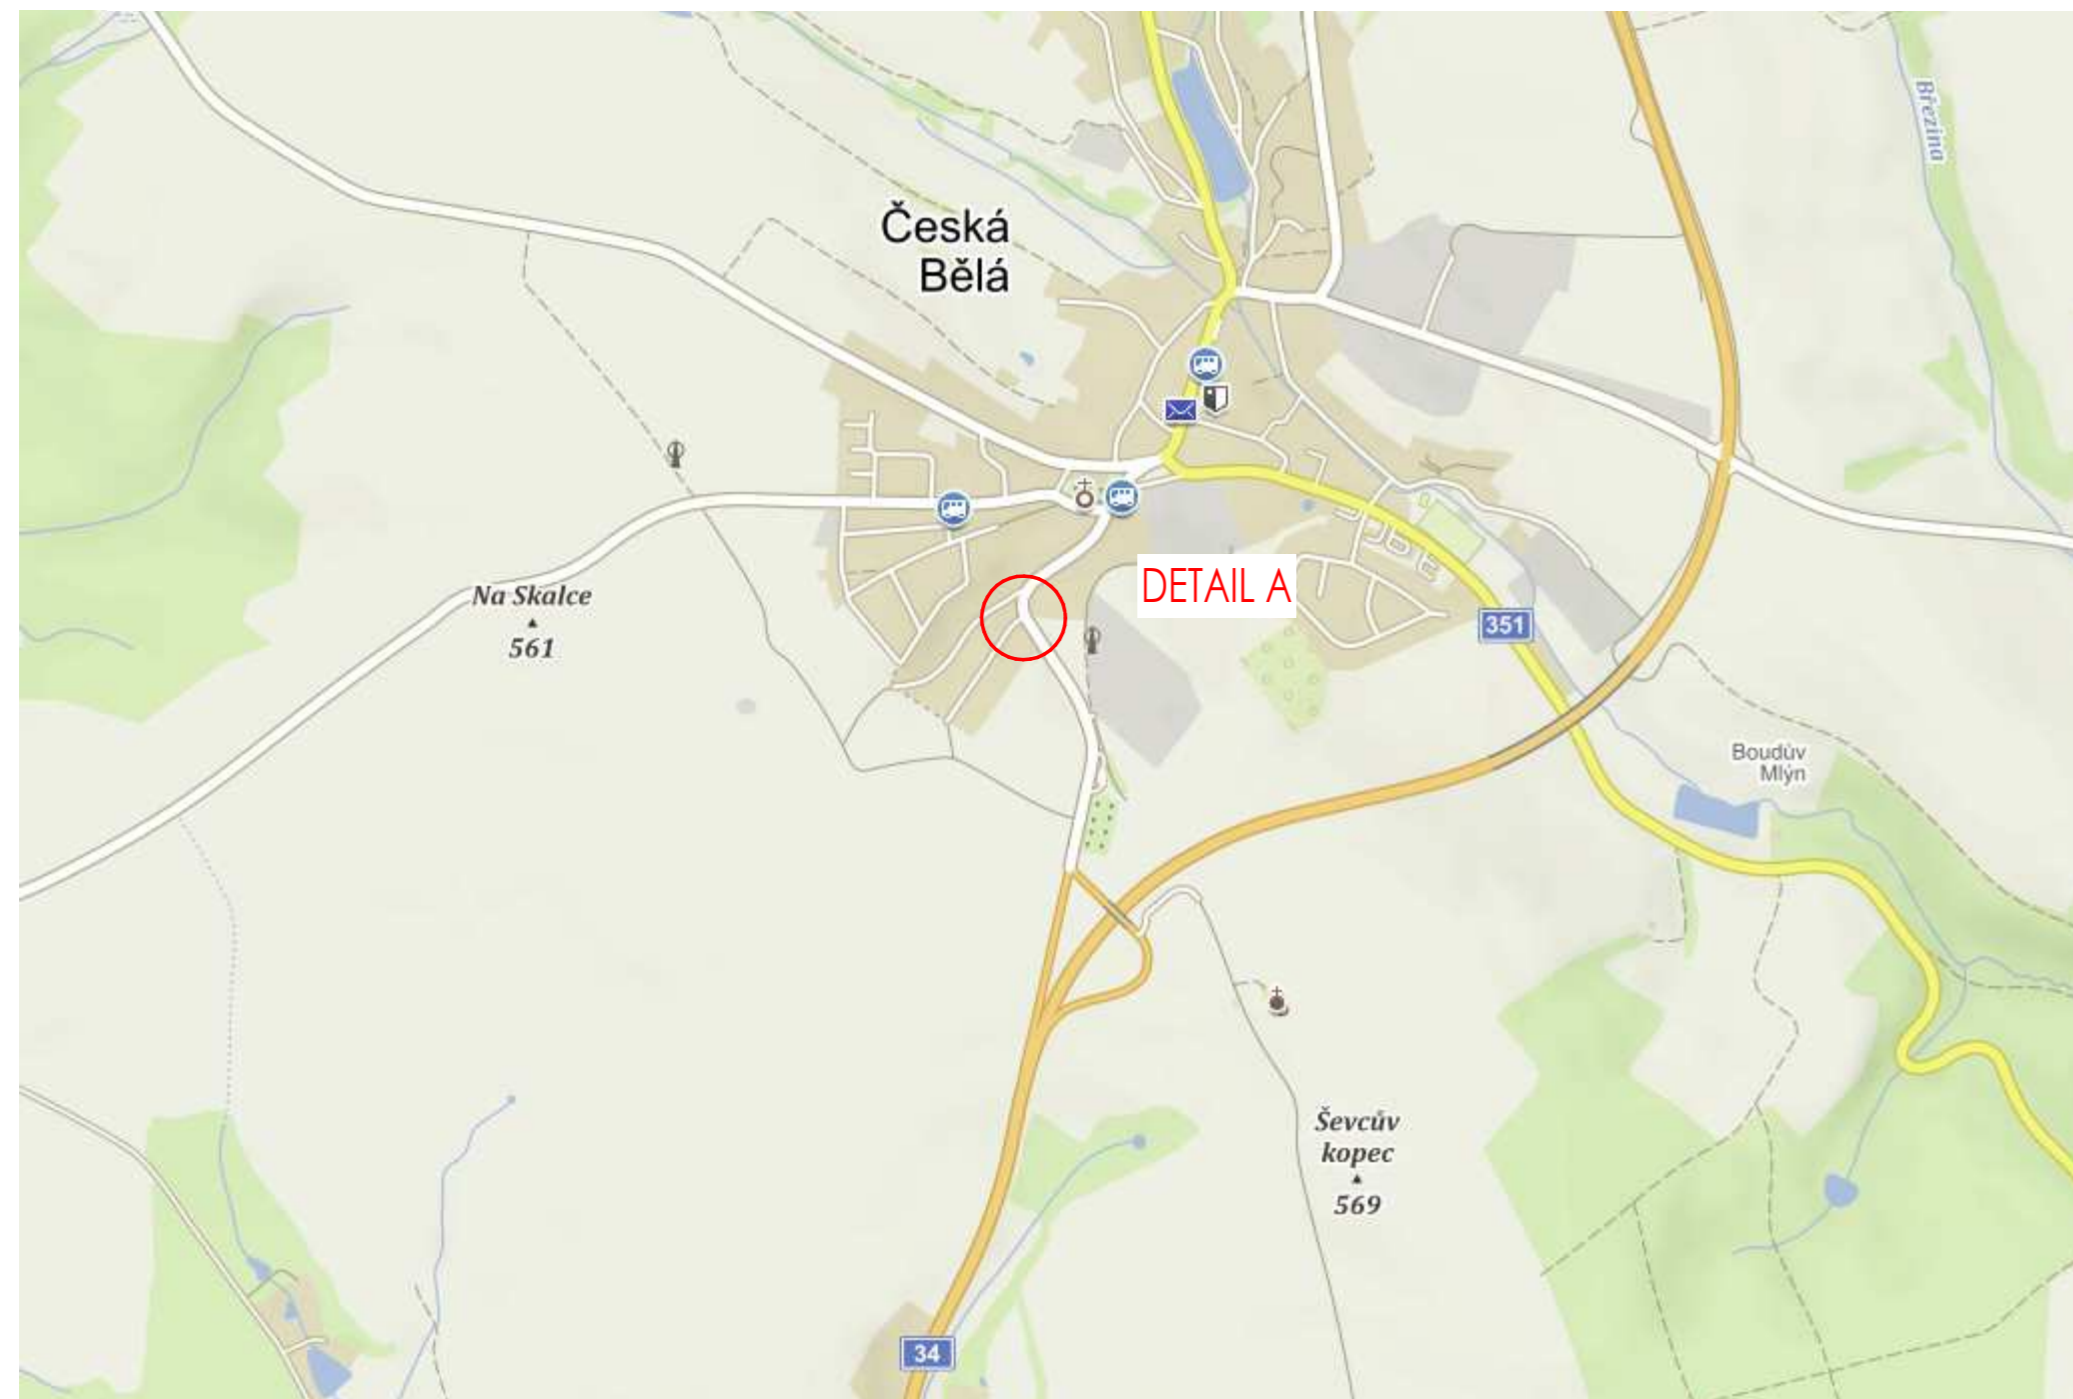 Březina
Česká
Bělá
DETAIL A
Na Skalce
561
351
Boudův
Mlýn
Ševcův
kopec
569
34